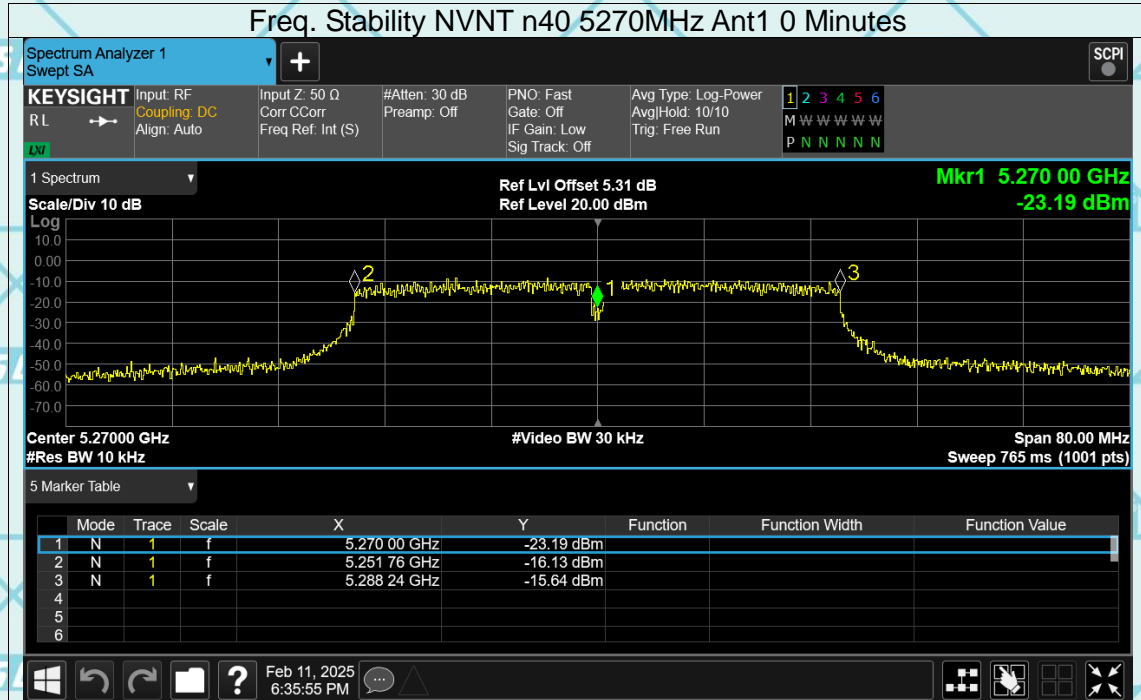 Freq. Stability NVNT n40 5270MHz Ant1 0 Minutes
Spectrum Analyzer 1
Swept SA
+
SCPI
KEYSIGHT
RL
LXI
Input: RF
Coupling: DC
Align: Auto
Input Z: 50 Ω
Corr CCorr
Freq Ref: Int (S)
#Atten: 30 dB
Preamp: Off
PNO: Fast
Gate: Off
IF Gain: Low
Sig Track: Off
Avg Type: Log-Power
Avg|Hold: 10/10
Trig: Free Run
1 2 3 4 5 6
M W W W W W W
P N N N N N N
1 Spectrum
Scale/Div 10 dB
Ref Lvl Offset 5.31 dB
Ref Level 20.00 dBm
Mkr1 5.270 00 GHz
-23.19 dBm
Log
10.0
0.00
-10.0
-20.0
-30.0
-40.0
-50.0
-60.0
-70.0
2
1
3
Center 5.27000 GHz
#Video BW 30 kHz
Span 80.00 MHz
#Res BW 10 kHz
Sweep 765 ms (1001 pts)
5 Marker Table
Mode Trace Scale X Y Function Function Width Function Value
1 N 1 f 5.270 00 GHz -23.19 dBm
2 N 1 f 5.251 76 GHz -16.13 dBm
3 N 1 f 5.288 24 GHz -15.64 dBm
4
5
6
?
Feb 11, 2025
6:35:55 PM